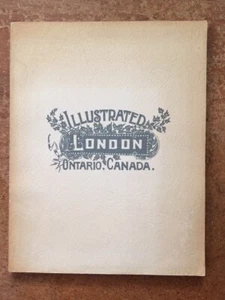 ILLUSTRATED
LONDON
ONTARIO, CANADA.